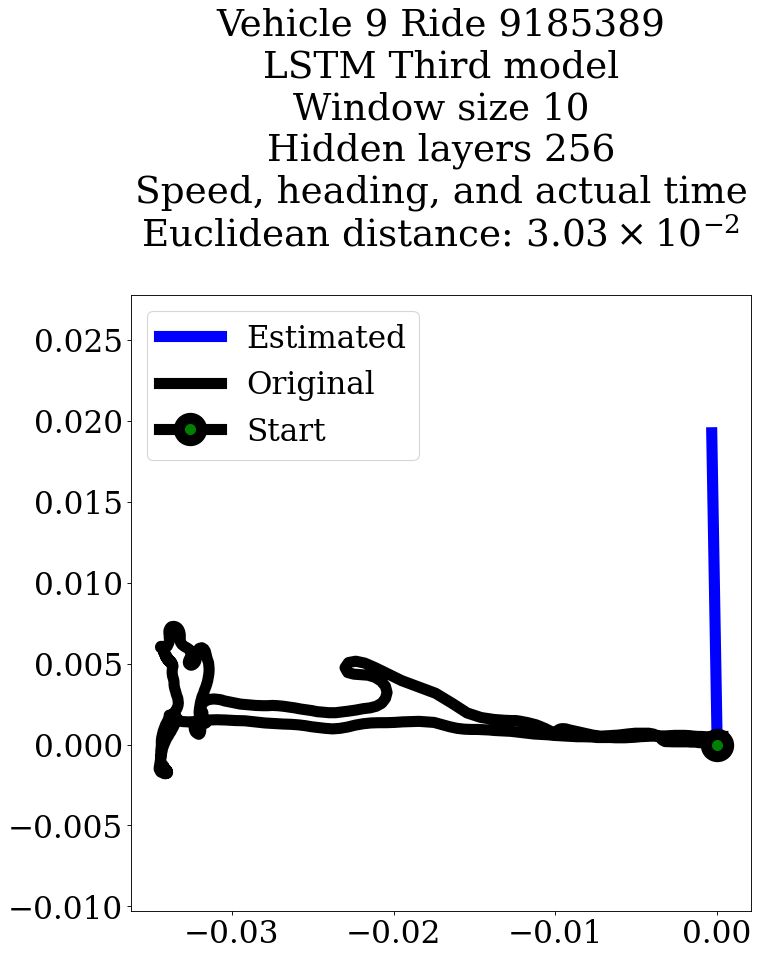 Vehicle 9 Ride 9185389
LSTM Third model
Window size 10
Hidden layers 256
Speed, heading, and actual time
Euclidean distance: 3.03 × 10⁻²
Estimated
Original
Start
0.025
0.020
0.015
0.010
0.005
0.000
−0.005
−0.010
−0.03 −0.02 −0.01 0.00